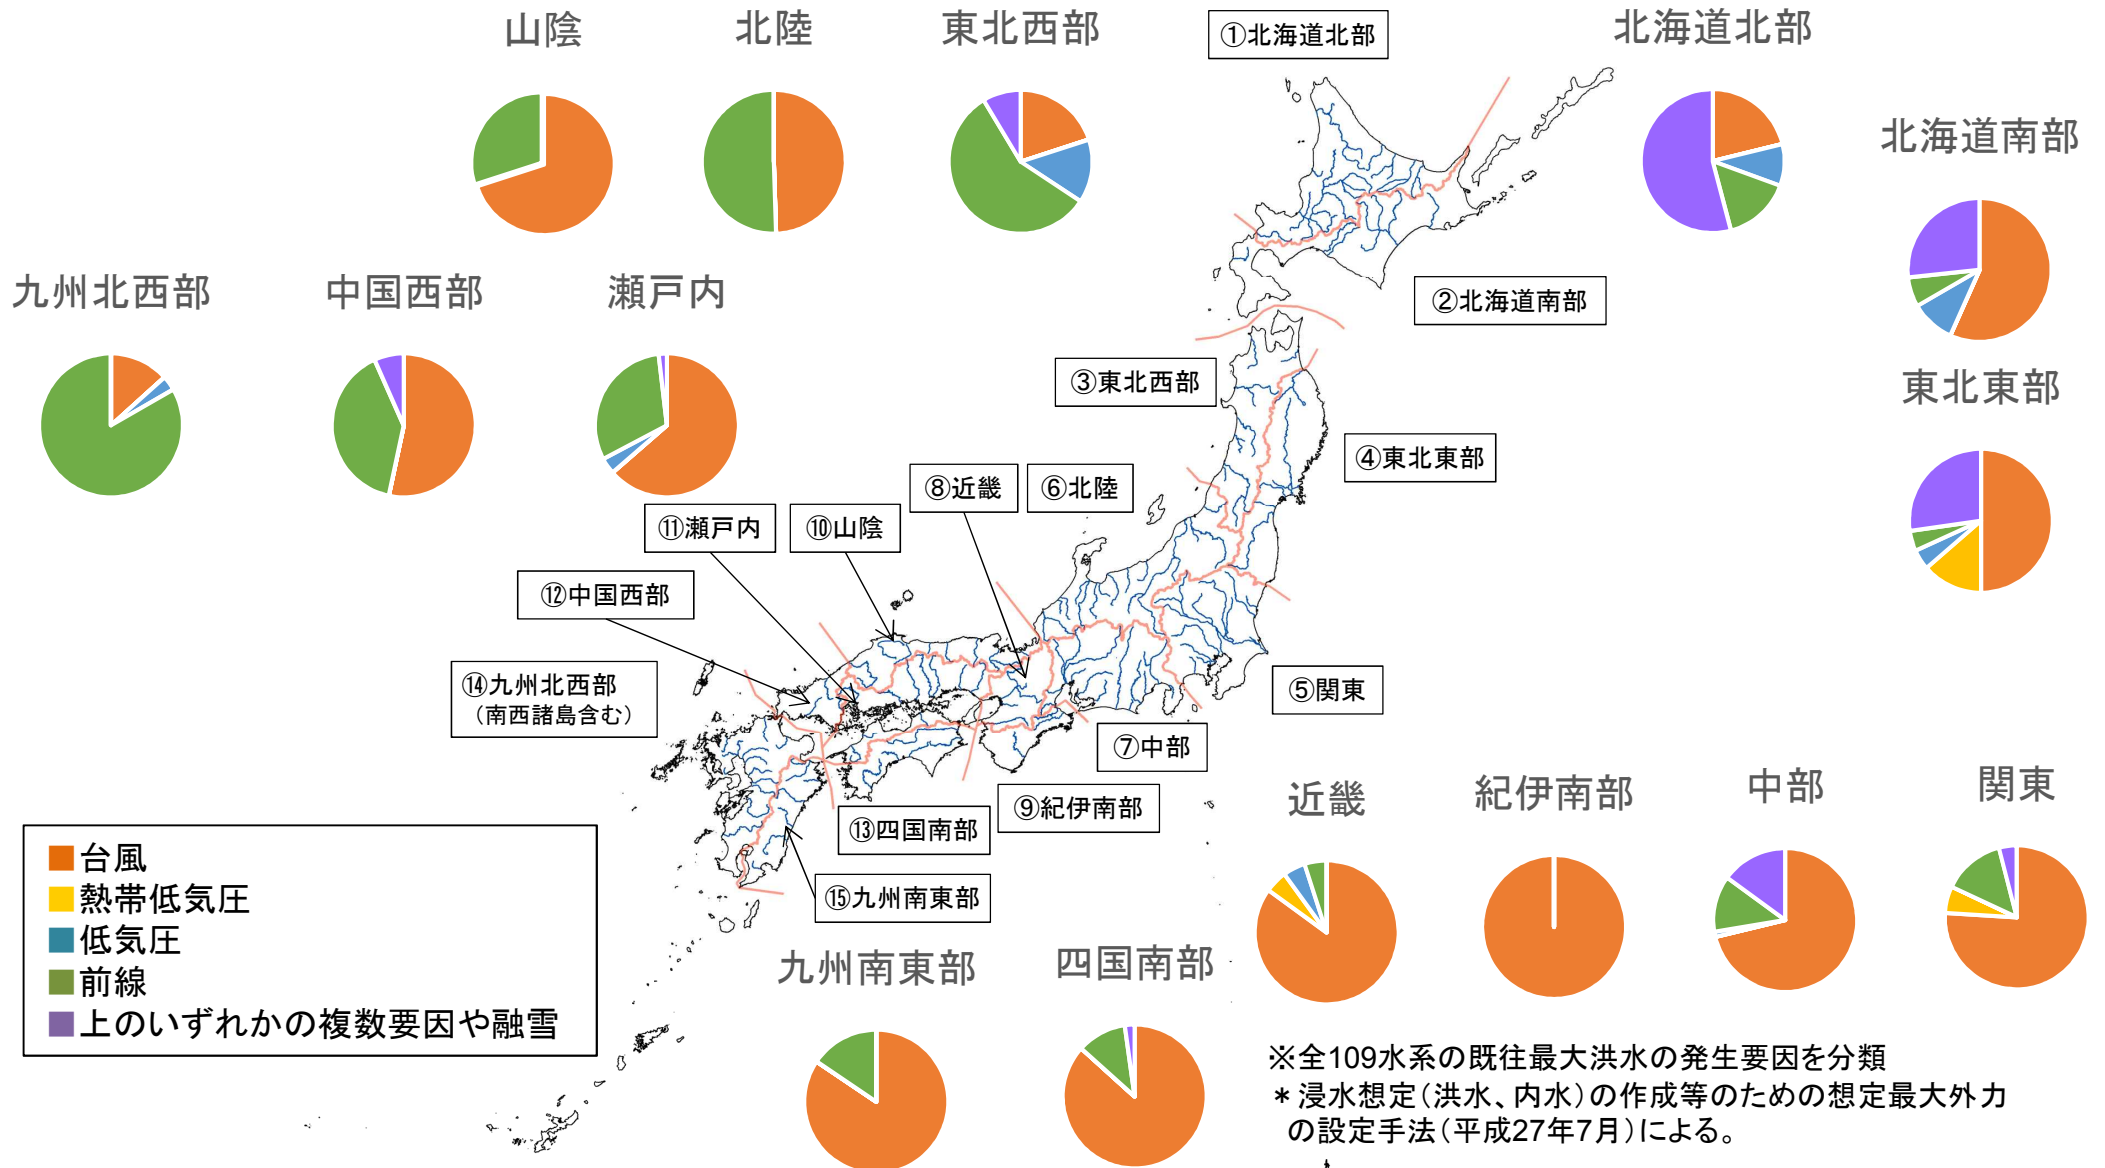 山陰
北陸
東北西部
①北海道北部
北海道北部
北海道南部
九州北西部
中国西部
瀬戸内
②北海道南部
③東北西部
東北東部
④東北東部
⑧近畿
⑥北陸
⑪瀬戸内
⑩山陰
⑫中国西部
⑭九州北西部
（南西諸島含む）
⑤関東
⑦中部
⑨紀伊南部
⑬四国南部
⑮九州南東部
近畿
紀伊南部
中部
関東
台風
熱帯低気圧
低気圧
前線
上のいずれかの複数要因や融雪
九州南東部
四国南部
※全109水系の既往最大洪水の発生要因を分類
＊浸水想定（洪水、内水）の作成等のための想定最大外力
の設定手法（平成27年7月）による。